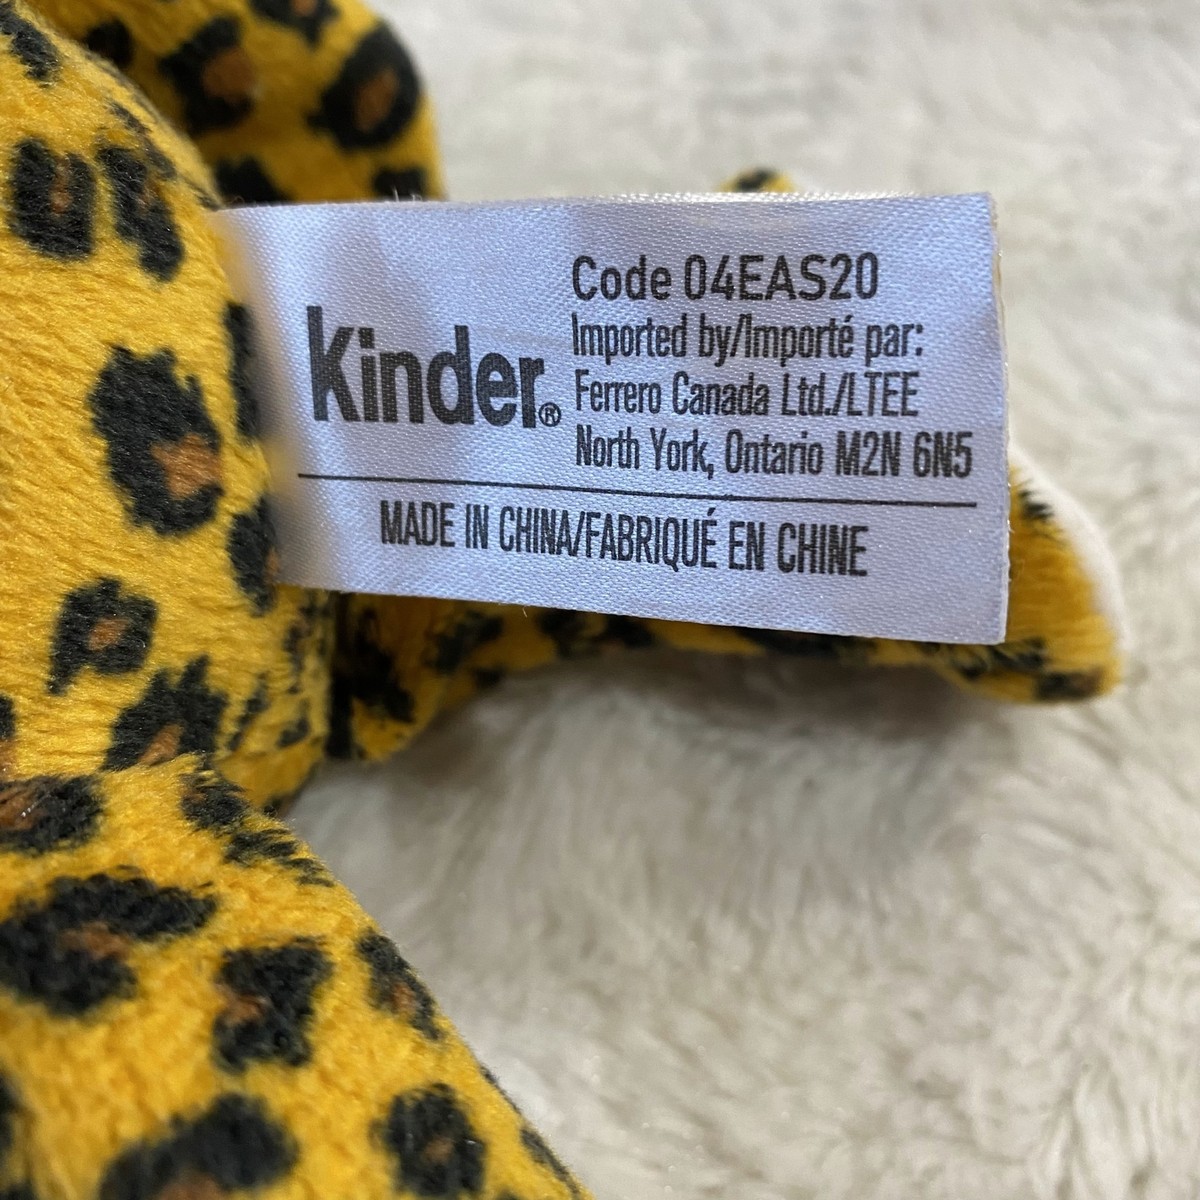 kinder®
Code 04EAS20
Imported by/Importé par:
Ferrero Canada Ltd./LTEE
North York, Ontario M2N 6N5
MADE IN CHINA/FABRIQUÉ EN CHINE